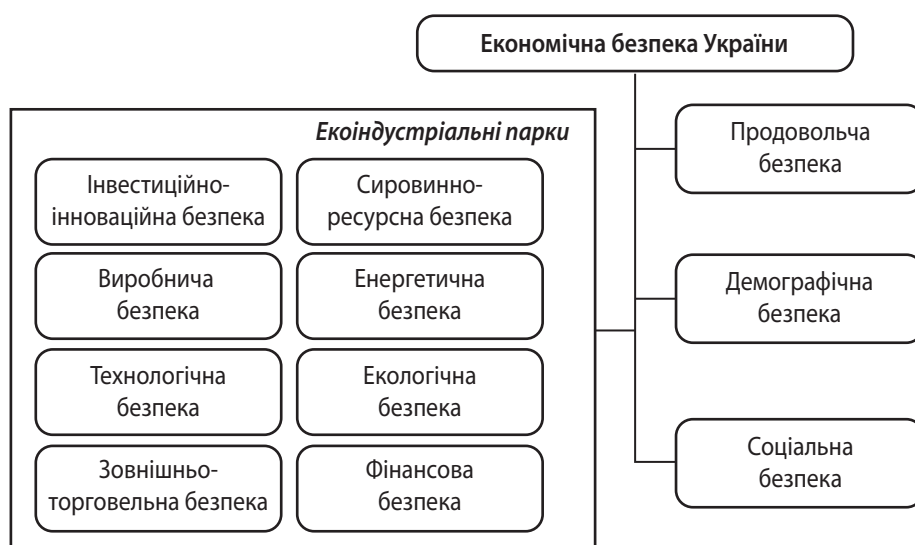 Економічна безпека України
Екоіндустріальні парки
Інвестиційно-
інноваційна безпека
Сировинно-
ресурсна безпека
Виробнича
безпека
Енергетична
безпека
Технологічна
безпека
Екологічна
безпека
Зовнішньо-
торговельна безпека
Фінансова
безпека
Продовольча
безпека
Демографічна
безпека
Соціальна
безпека